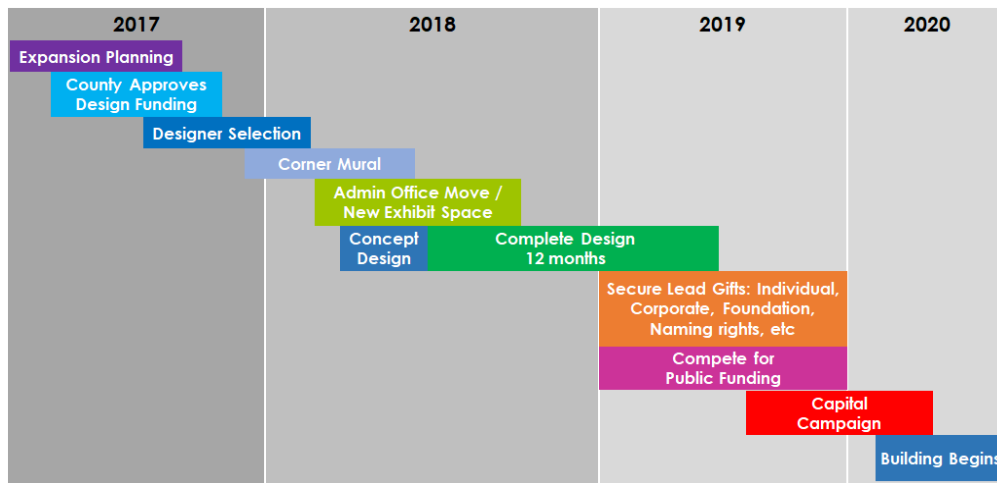 2017
2018
2019
2020
Expansion Planning
County Approves
Design Funding
Designer Selection
Corner Mural
Admin Office Move /
New Exhibit Space
Concept
Design
Complete Design
12 months
Secure Lead Gifts: Individual,
Corporate, Foundation,
Naming rights, etc
Compete for
Public Funding
Capital
Campaign
Building Begins